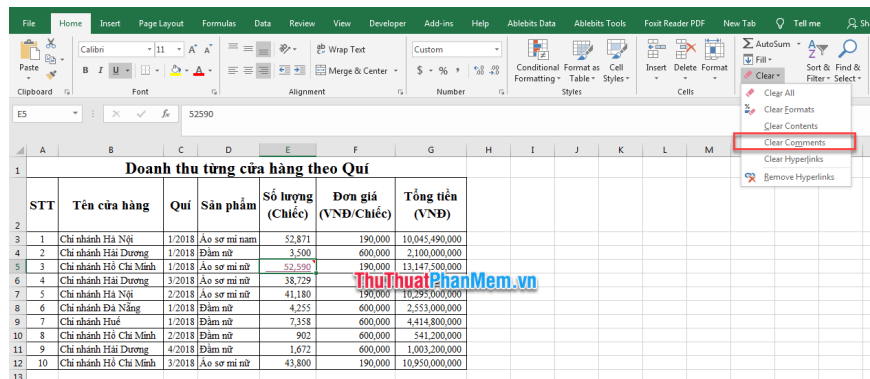 File Home Insert Page Layout Formulas Data Review View Developer Add-ins Help Ablebits Data Ablebits Tools Foxit Reader PDF New Tab Tell me Sh
Paste
Calibri 11 A A
B I U A
Wrap Text
Merge & Center
Custom
$ % , .00 .0
Conditional Formatting Format as Table Cell Styles
Insert Delete Format
AutoSum
Fill
Clear
Sort & Filter Find & Select
Clipboard Font Alignment Number Styles Cells
Clear All
Clear Formats
Clear Contents
Clear Comments
Clear Hyperlinks
Remove Hyperlinks
E5 fx 52590
A B C D E F G H I J K L M
1 Doanh thu từng cửa hàng theo Quí
2 STT Tên cửa hàng Quí Sản phẩm Số lượng (Chiếc) Đơn giá (VNĐ/Chiếc) Tổng tiền (VNĐ)
3 1 Chi nhánh Hà Nội 1/2018 Áo sơ mi nam 52,871 190,000 10,045,490,000
4 2 Chi nhánh Hải Dương 1/2018 Đầm nữ 3,500 600,000 2,100,000,000
5 3 Chi nhánh Hồ Chí Minh 1/2018 Áo sơ mi nữ 52,590 190,000 13,147,500,000
6 4 Chi nhánh Hải Dương 3/2018 Áo sơ mi nữ 38,729
ThuThuatPhanMem.vn
7 5 Chi nhánh Hà Nội 2/2018 Áo sơ mi nữ 41,180 190,000 10,295,000,000
8 6 Chi nhánh Đà Nẵng 1/2018 Đầm nữ 4,255 600,000 2,553,000,000
9 7 Chi nhánh Huế 1/2018 Đầm nữ 7,358 600,000 4,414,800,000
10 8 Chi nhánh Hồ Chí Minh 2/2018 Đầm nữ 902 600,000 541,200,000
11 9 Chi nhánh Hải Dương 4/2018 Đầm nữ 1,672 600,000 1,003,200,000
12 10 Chi nhánh Hồ Chí Minh 3/2018 Áo sơ mi nữ 43,800 190,000 10,950,000,000
13